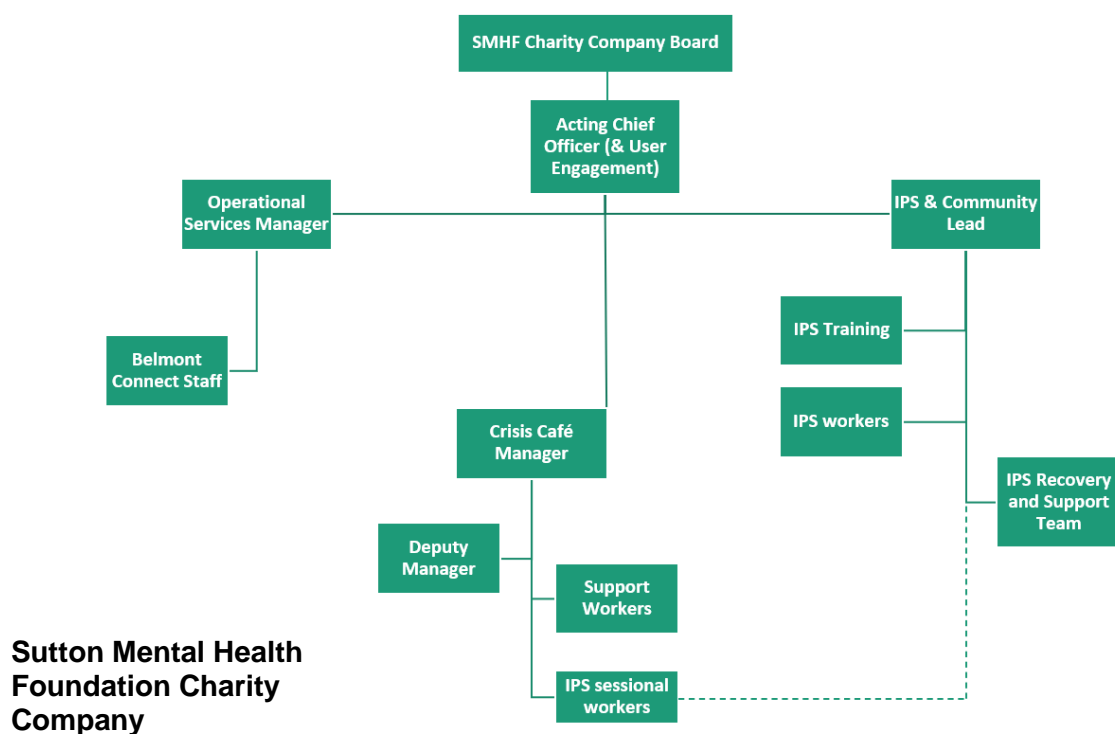 SMHF Charity Company Board
Acting Chief
Officer (& User
Engagement)
Operational
Services Manager
IPS & Community
Lead
IPS Training
Belmont
Connect Staff
IPS workers
Crisis Café
Manager
IPS Recovery
and Support
Team
Deputy
Manager
Support
Workers
IPS sessional
workers
Sutton Mental Health
Foundation Charity
Company